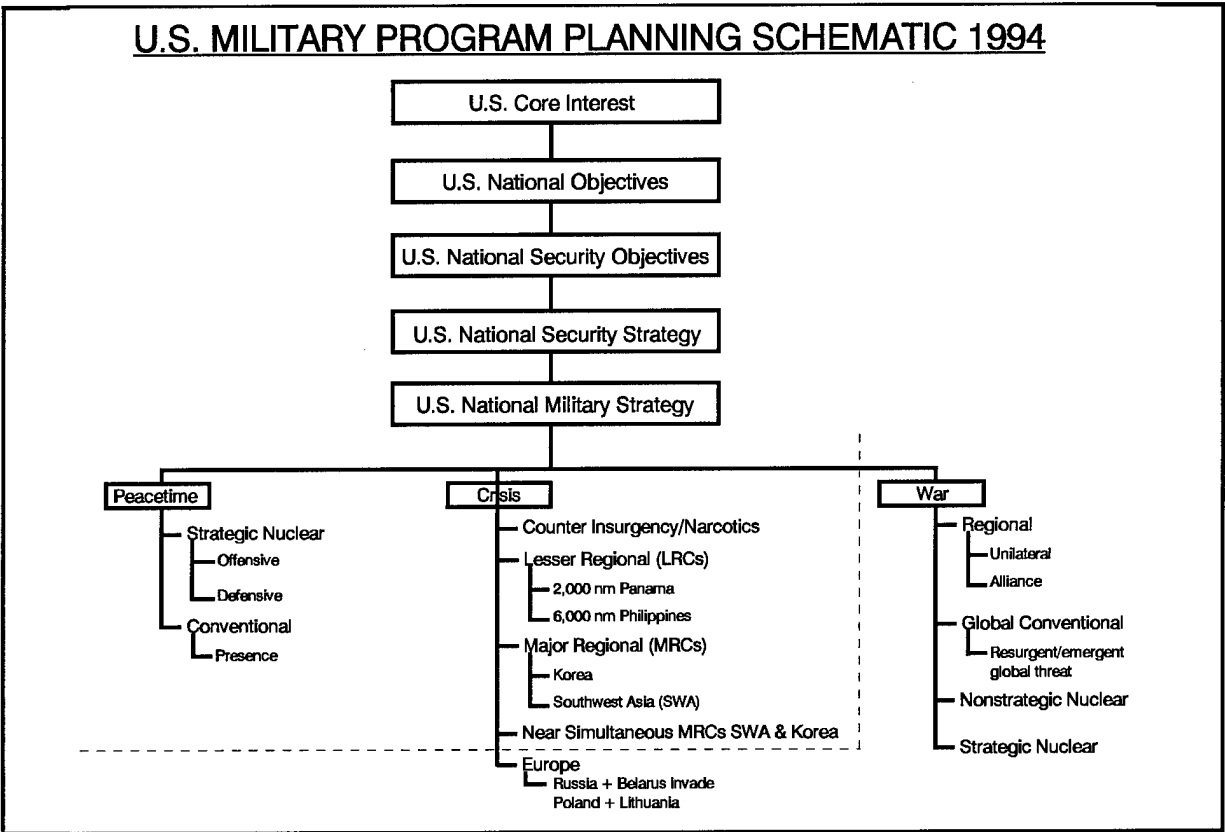 U.S. MILITARY PROGRAM PLANNING SCHEMATIC 1994
U.S. Core Interest
U.S. National Objectives
U.S. National Security Objectives
U.S. National Security Strategy
U.S. National Military Strategy
Peacetime
Strategic Nuclear
Offensive
Defensive
Conventional
Presence
Crisis
Counter Insurgency/Narcotics
Lesser Regional (LRCs)
2,000 nm Panama
6,000 nm Philippines
Major Regional (MRCs)
Korea
Southwest Asia (SWA)
Near Simultaneous MRCs SWA & Korea
Europe
Russia + Belarus Invade
Poland + Lithuania
War
Regional
Unilateral
Alliance
Global Conventional
Resurgent/emergent
global threat
Nonstrategic Nuclear
Strategic Nuclear